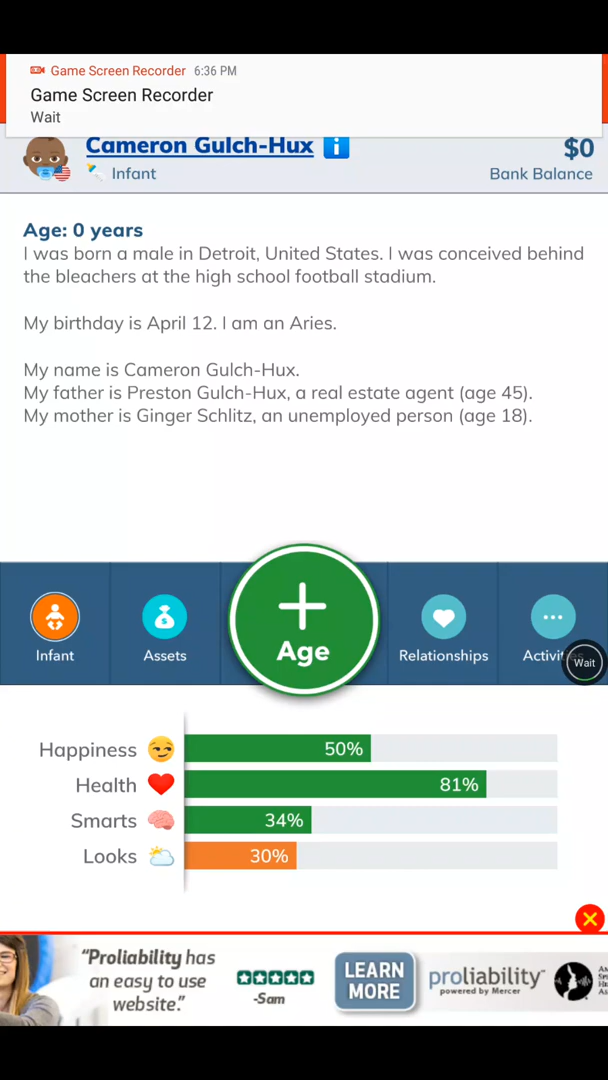 Game Screen Recorder 6:36 PM
Game Screen Recorder
Wait
Cameron Gulch-Hux
$0
Infant
Bank Balance
Age: 0 years
I was born a male in Detroit, United States. I was conceived behind
the bleachers at the high school football stadium.
My birthday is April 12. I am an Aries.
My name is Cameron Gulch-Hux.
My father is Preston Gulch-Hux, a real estate agent (age 45).
My mother is Ginger Schlitz, an unemployed person (age 18).
+
Age
Infant
Assets
Relationships
Activi
Wait
Happiness 50%
Health 81%
Smarts 34%
Looks 30%
“Proliability has
an easy to use
website.”
-Sam
LEARN
MORE
proliability
powered by Mercer